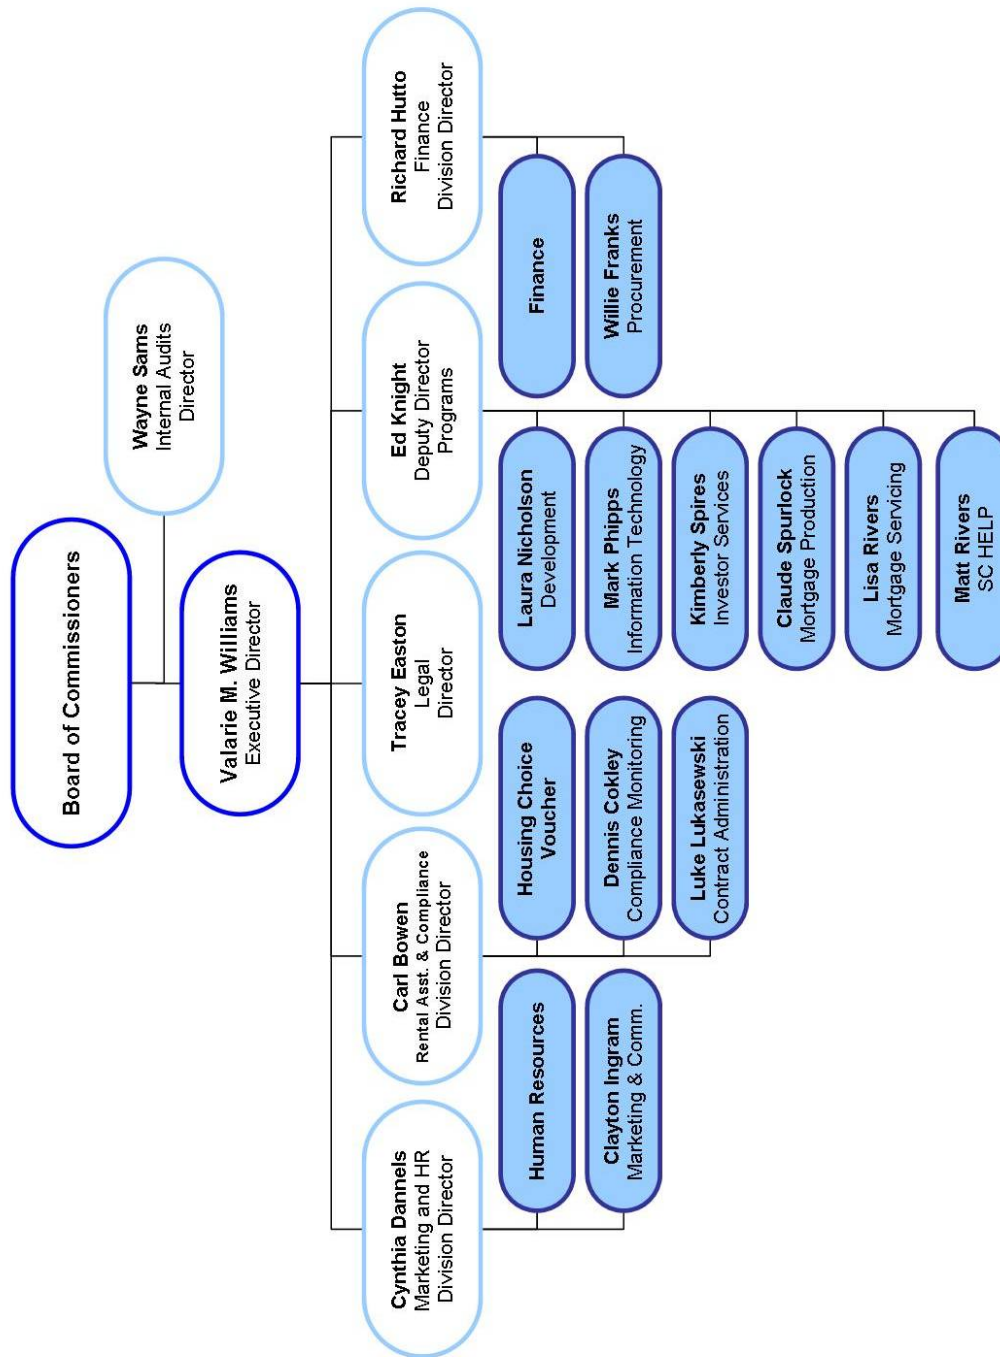 Board of Commissioners
Wayne Sams
Internal Audits
Director
Valarie M. Williams
Executive Director
Cynthia Dannels
Marketing and HR
Division Director
Carl Bowen
Rental Asst. & Compliance
Division Director
Tracey Easton
Legal
Director
Ed Knight
Deputy Director
Programs
Richard Hutto
Finance
Division Director
Human Resources
Clayton Ingram
Marketing & Comm.
Housing Choice
Voucher
Dennis Cokley
Compliance Monitoring
Luke Lukasewski
Contract Administration
Laura Nicholson
Development
Mark Phipps
Information Technology
Kimberly Spires
Investor Services
Claude Spurlock
Mortgage Production
Lisa Rivers
Mortgage Servicing
Matt Rivers
SC HELP
Finance
Willie Franks
Procurement